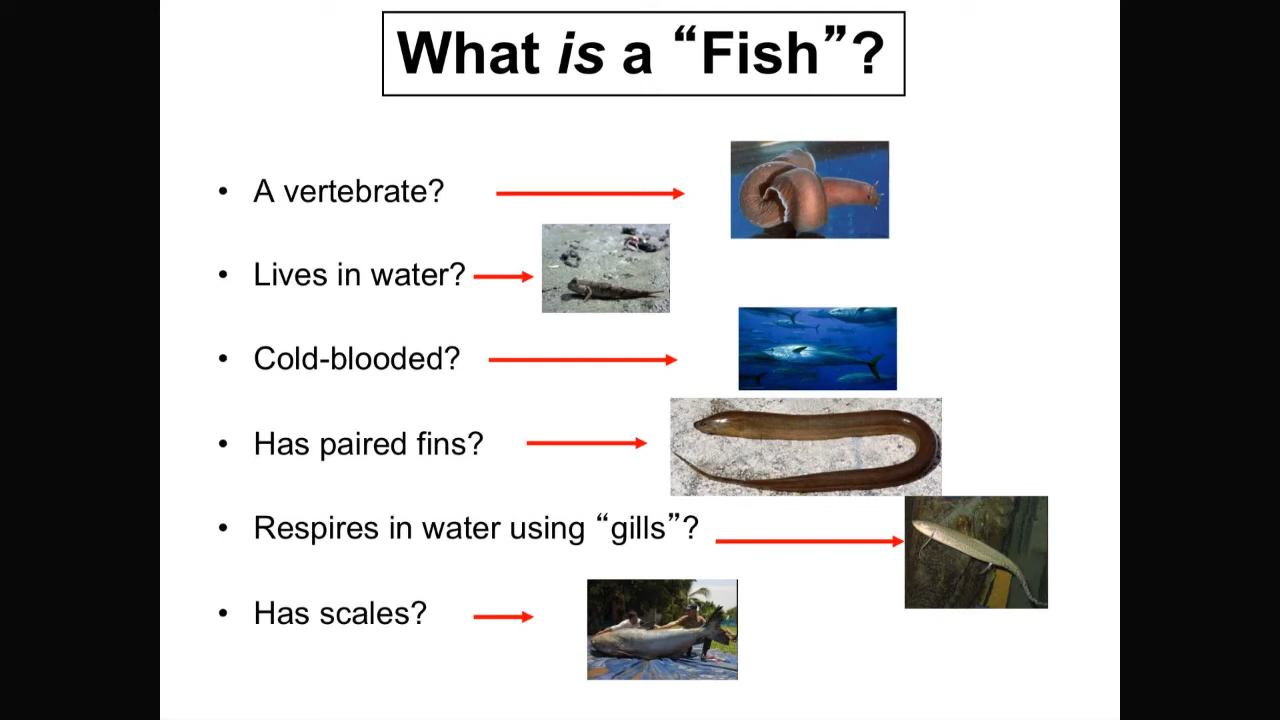 What is a “Fish”?
• A vertebrate?
• Lives in water?
• Cold-blooded?
• Has paired fins?
• Respires in water using “gills”?
• Has scales?